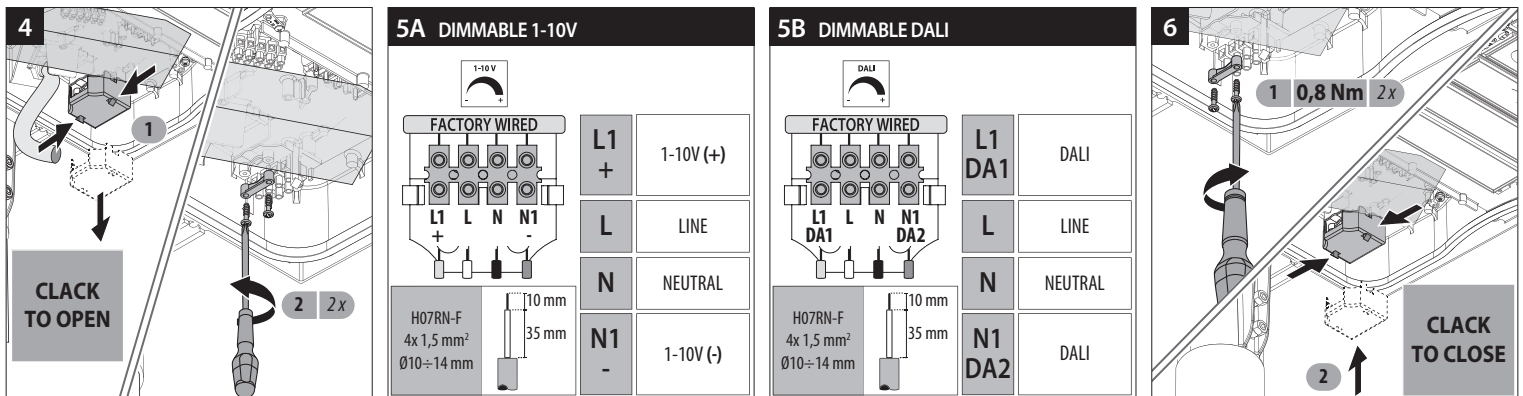 4
1
CLACK
TO OPEN
2 2 x
5A DIMMABLE 1-10V
1-10 V
- +
FACTORY WIRED
L1 L N N1
+ -
H07RN-F
4x 1,5 mm²
Ø10÷14 mm
10 mm
35 mm
L1
+
1-10V (+)
L
LINE
N
NEUTRAL
N1
-
1-10V (-)
5B DIMMABLE DALI
DALI
- +
FACTORY WIRED
L1 L N N1
DA1 DA2
H07RN-F
4x 1,5 mm²
Ø10÷14 mm
10 mm
35 mm
L1
DA1
DALI
L
LINE
N
NEUTRAL
N1
DA2
DALI
6
1 0,8 Nm 2 x
2
CLACK
TO CLOSE